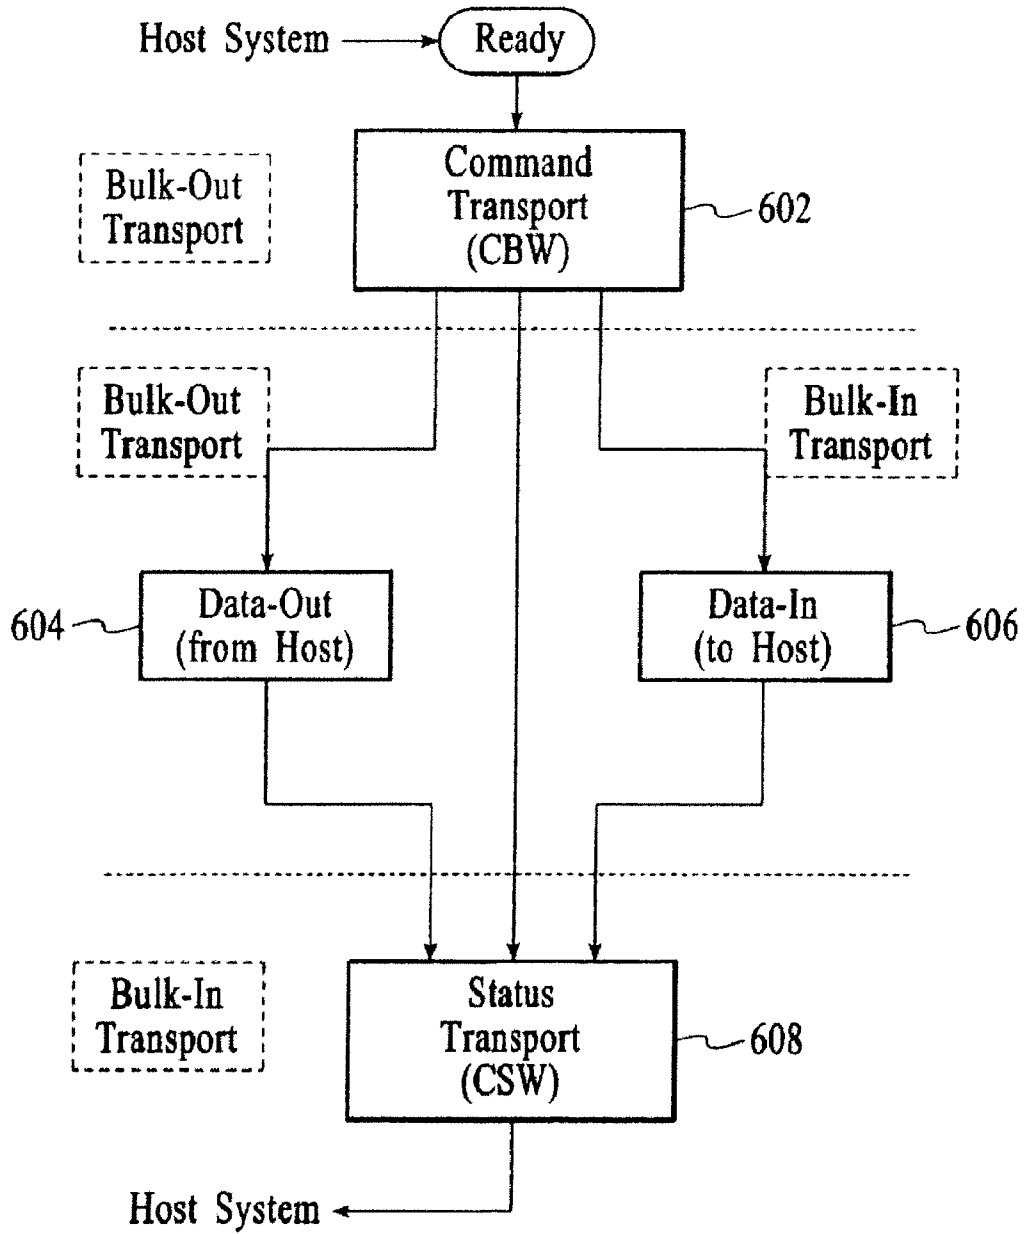 Host System
Ready
Command
Transport
(CBW)
Bulk-Out
Transport
602
Bulk-Out
Transport
Bulk-In
Transport
Data-Out
(from Host)
604
Data-In
(to Host)
606
Bulk-In
Transport
Status
Transport
(CSW)
608
Host System